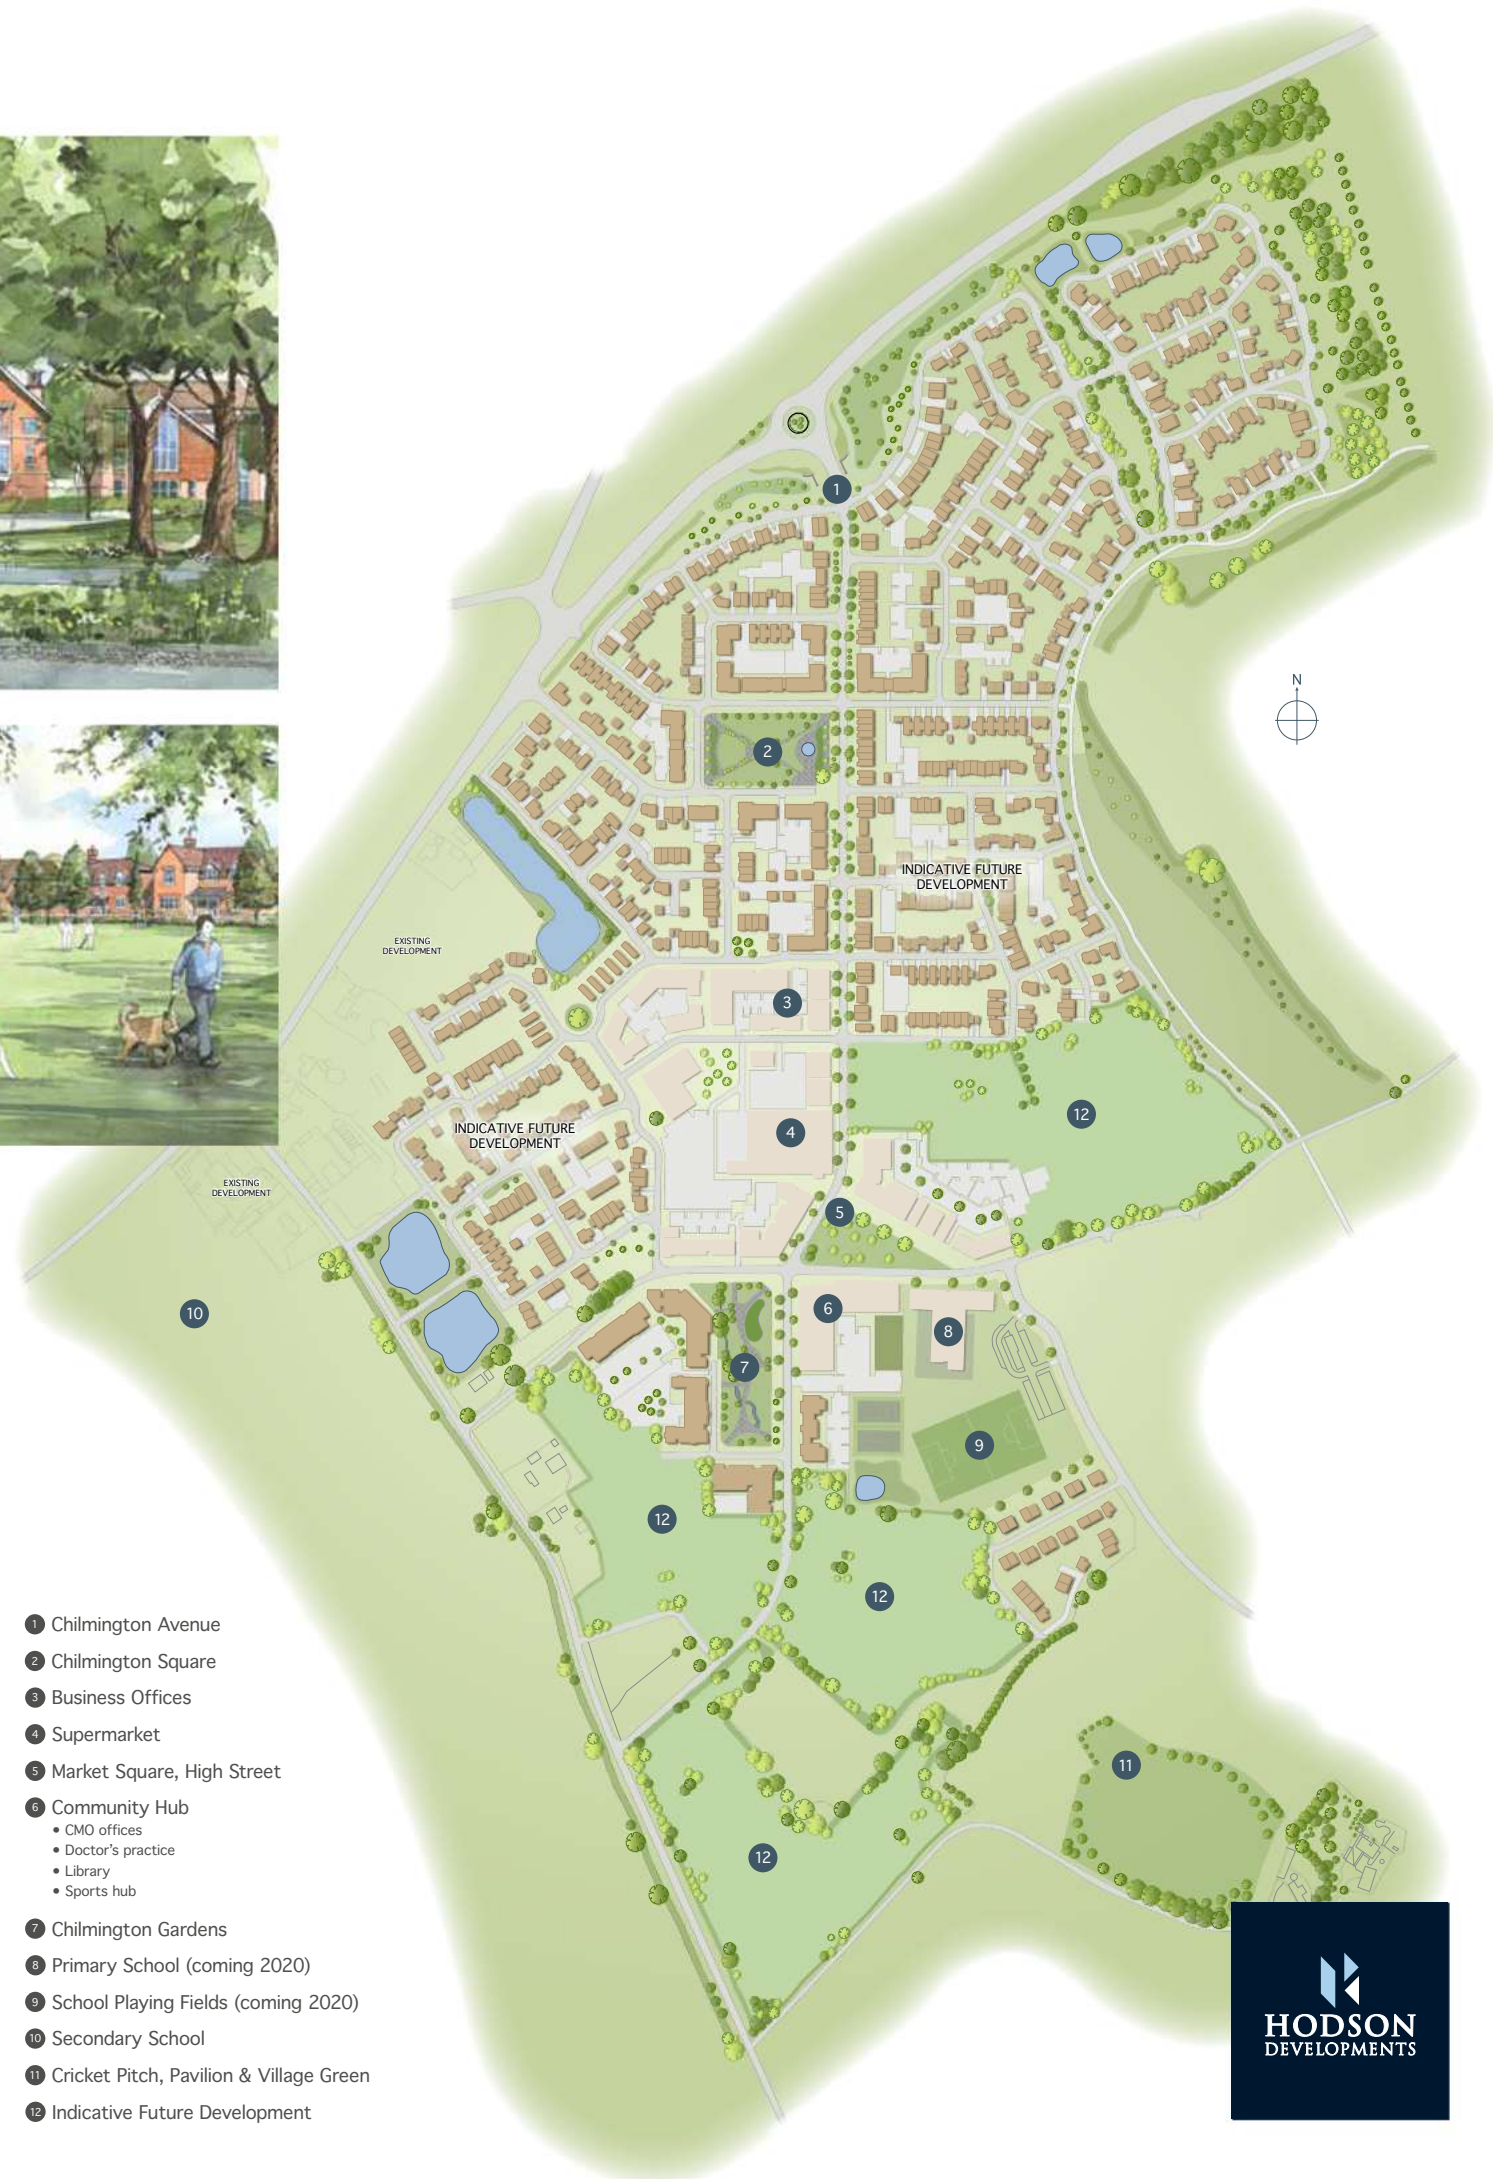 1
N
2
INDICATIVE FUTURE
DEVELOPMENT
EXISTING
DEVELOPMENT
3
12
4
INDICATIVE FUTURE
DEVELOPMENT
EXISTING
DEVELOPMENT
5
10
6
8
7
9
12
12
11
12
1 Chilmington Avenue
2 Chilmington Square
3 Business Offices
4 Supermarket
5 Market Square, High Street
6 Community Hub
• CMO offices
• Doctor's practice
• Library
• Sports hub
7 Chilmington Gardens
8 Primary School (coming 2020)
9 School Playing Fields (coming 2020)
10 Secondary School
11 Cricket Pitch, Pavilion & Village Green
12 Indicative Future Development
HODSON
DEVELOPMENTS